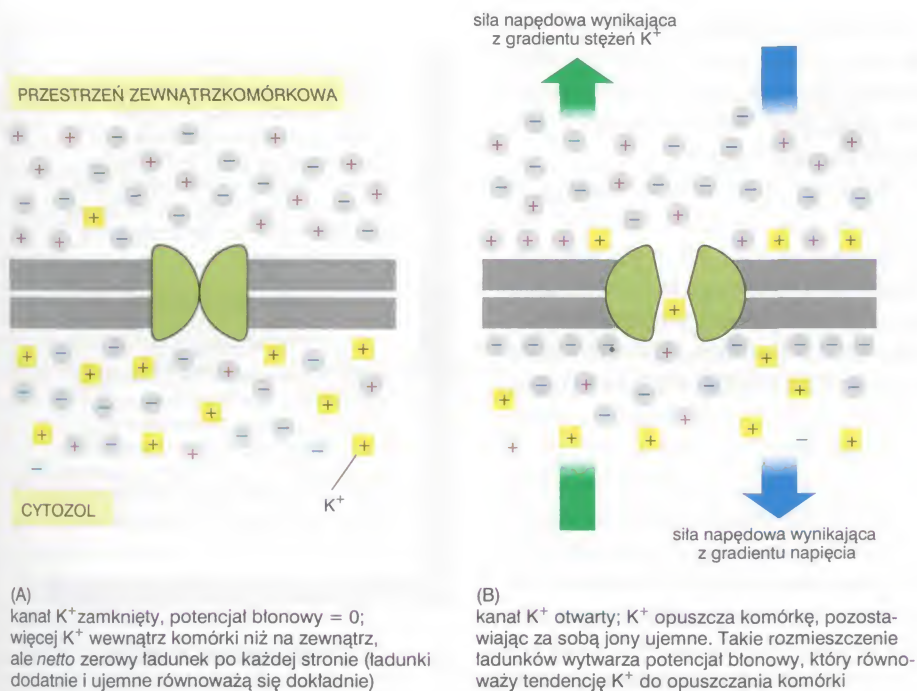 siła napędowa wynikająca
z gradientu stężeń K+
PRZESTRZEŃ ZEWNĄTRZKOMÓRKOWA
K+
CYTOZOL
siła napędowa wynikająca
z gradientu napięcia
(A)
kanał K+ zamknięty, potencjał błonowy = 0;
więcej K+ wewnątrz komórki niż na zewnątrz,
ale netto zerowy ładunek po każdej stronie (ładunki
dodatnie i ujemne równoważą się dokładnie)
(B)
kanał K+ otwarty; K+ opuszcza komórkę, pozosta-
wiając za sobą jony ujemne. Takie rozmieszczenie
ładunków wytwarza potencjał błonowy, który równo-
waży tendencję K+ do opuszczania komórki